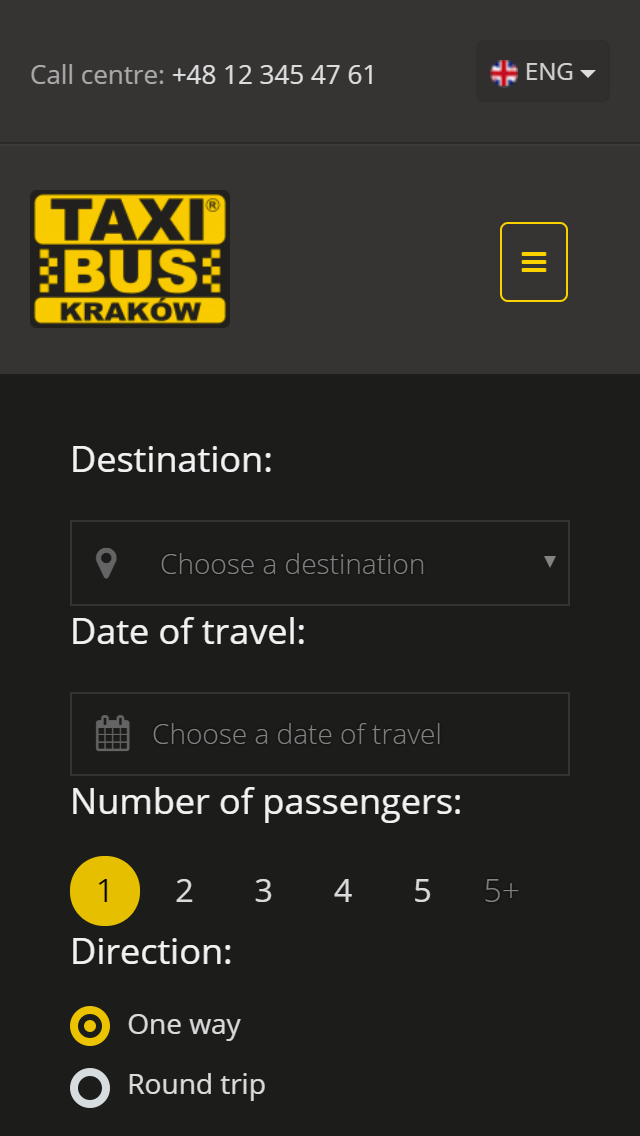 Call centre: +48 12 345 47 61
ENG
TAXI®
BUS
KRAKÓW
Destination:
Choose a destination
Date of travel:
Choose a date of travel
Number of passengers:
1 2 3 4 5 5+
Direction:
One way
Round trip